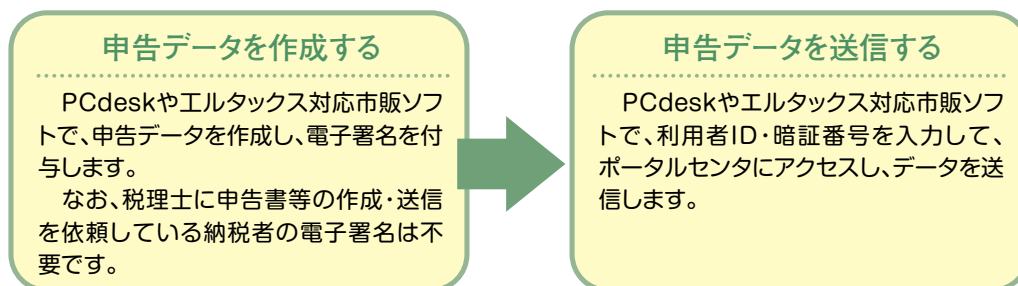 申告データを作成する
　PCdeskやエルタックス対応市販ソフ
トで、申告データを作成し、電子署名を付
与します。
　なお、税理士に申告書等の作成・送信
を依頼している納税者の電子署名は不
要です。
申告データを送信する
　PCdeskやエルタックス対応市販ソフ
トで、利用者ID・暗証番号を入力して、
ポータルセンタにアクセスし、データを送
信します。